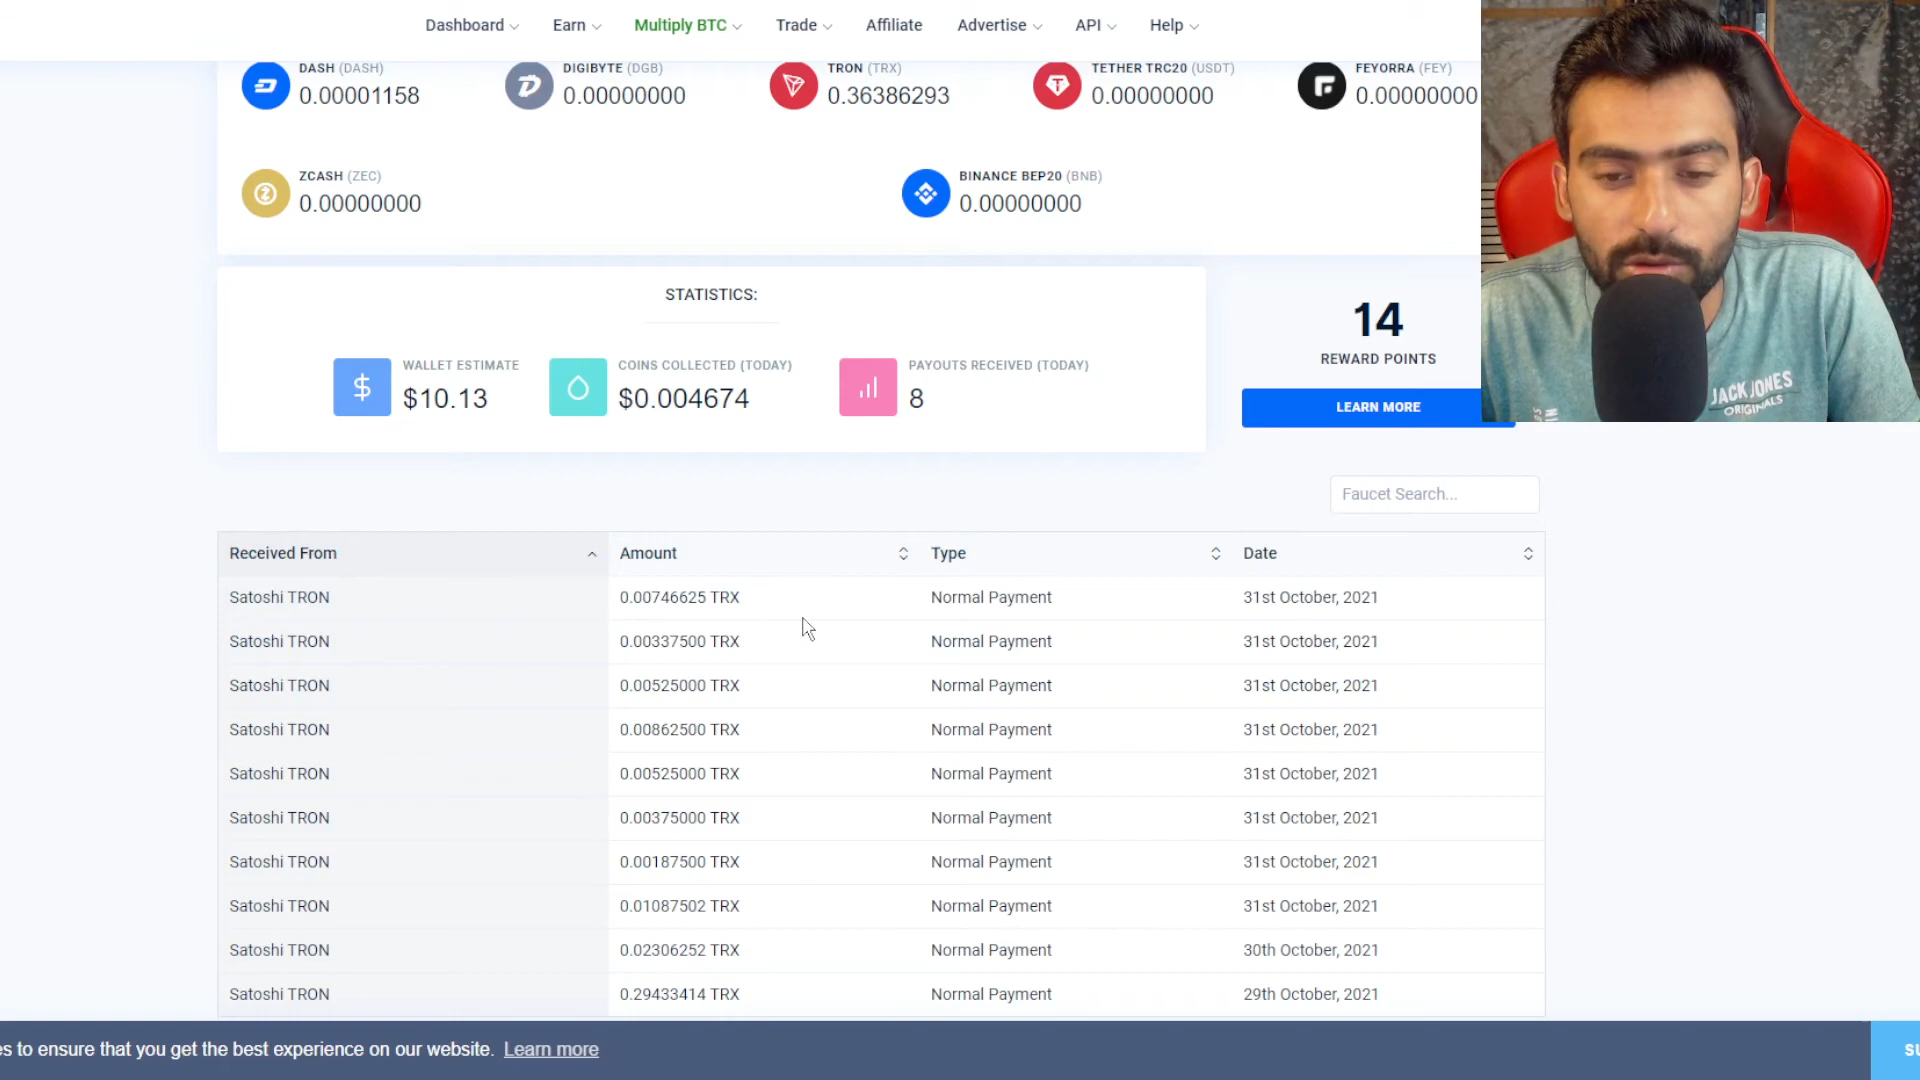 Dashboard Earn Multiply BTC Trade Affiliate Advertise API Help
DASH (DASH) DIGIBYTE (DGB) TRON (TRX) TETHER TRC20 (USDT) FEYORRA (FEY)
0.00001158 0.00000000 0.36386293 0.00000000 0.00000000
ZCASH (ZEC) BINANCE BEP20 (BNB)
0.00000000 0.00000000
STATISTICS:
WALLET ESTIMATE COINS COLLECTED (TODAY) PAYOUTS RECEIVED (TODAY)
$10.13 $0.004674 8
14
REWARD POINTS
LEARN MORE
JACK JONES
ORIGINALS
Faucet Search...
Received From Amount Type Date
Satoshi TRON 0.00746625 TRX Normal Payment 31st October, 2021
Satoshi TRON 0.00337500 TRX Normal Payment 31st October, 2021
Satoshi TRON 0.00525000 TRX Normal Payment 31st October, 2021
Satoshi TRON 0.00862500 TRX Normal Payment 31st October, 2021
Satoshi TRON 0.00525000 TRX Normal Payment 31st October, 2021
Satoshi TRON 0.00375000 TRX Normal Payment 31st October, 2021
Satoshi TRON 0.00187500 TRX Normal Payment 31st October, 2021
Satoshi TRON 0.01087502 TRX Normal Payment 31st October, 2021
Satoshi TRON 0.02306252 TRX Normal Payment 30th October, 2021
Satoshi TRON 0.29433414 TRX Normal Payment 29th October, 2021
es to ensure that you get the best experience on our website. Learn more